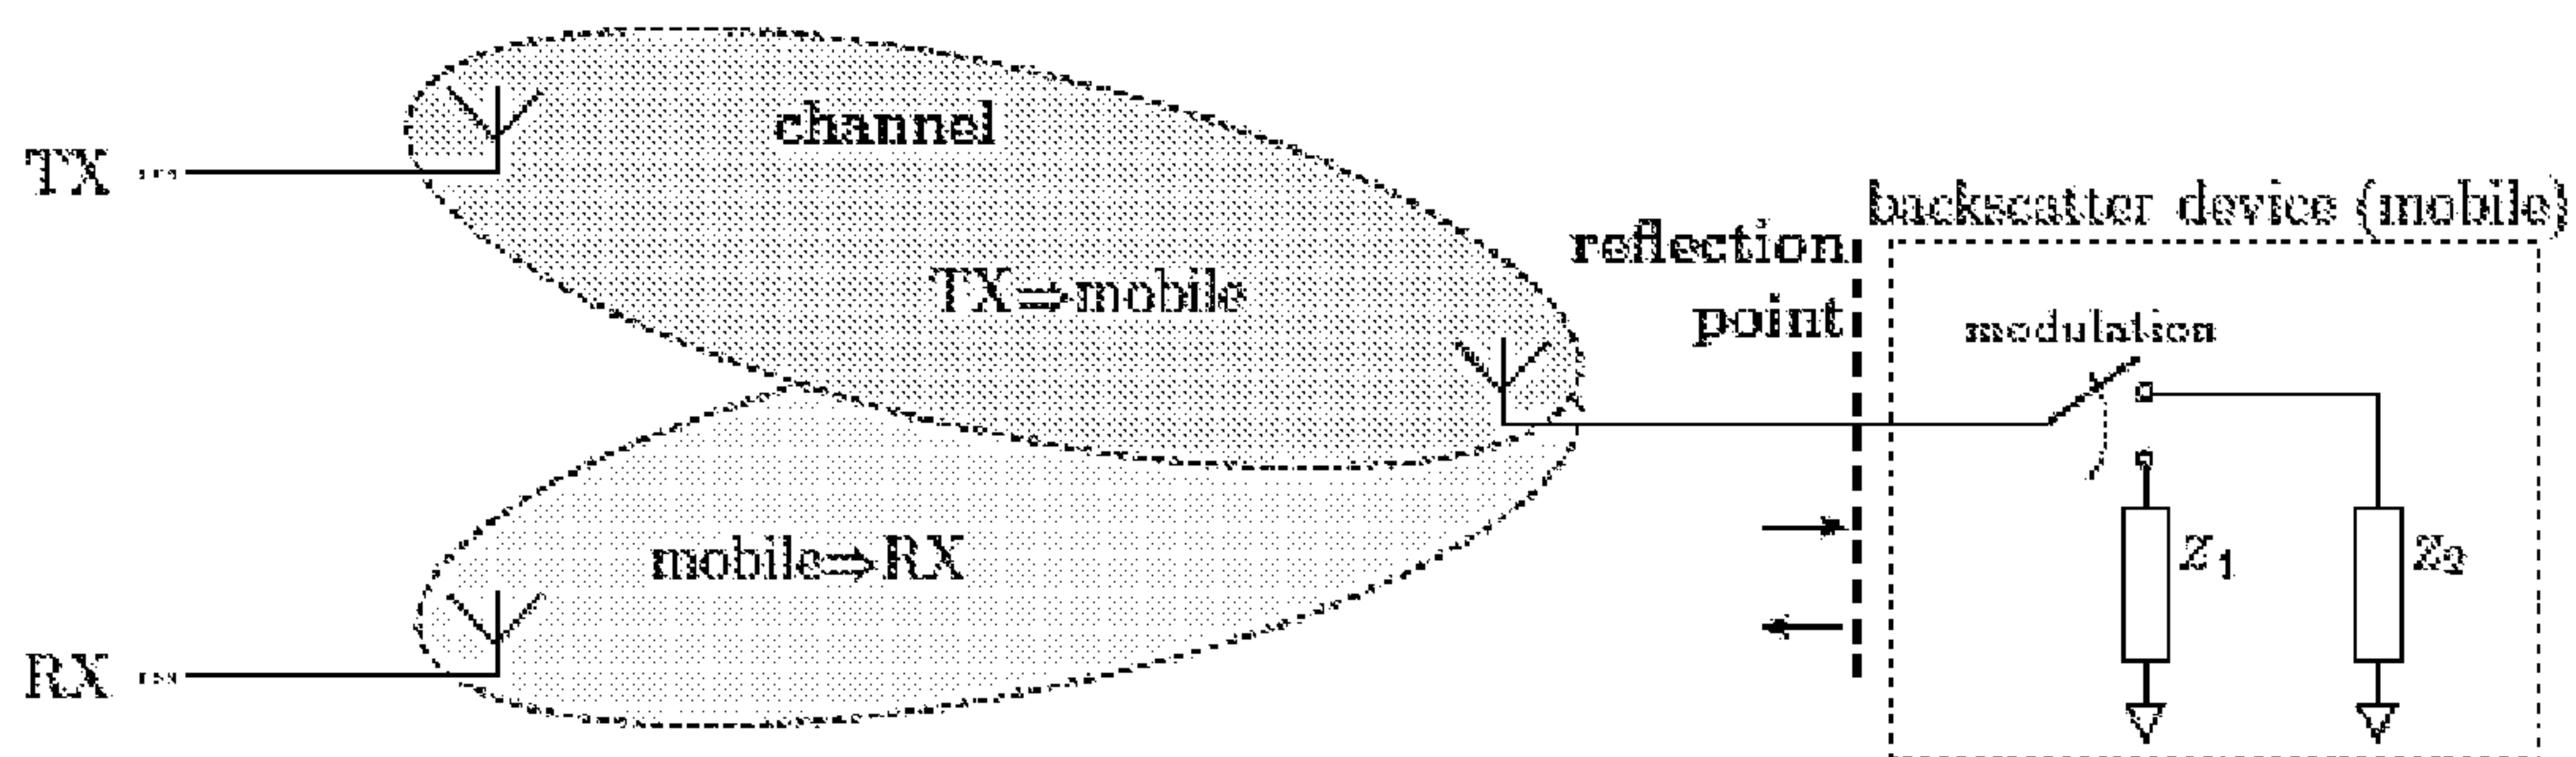 channel
TX
TX⇒mobile
backscatter device (mobile)
reflection
point
modulation
mobile⇒RX
Z1
Z2
RX